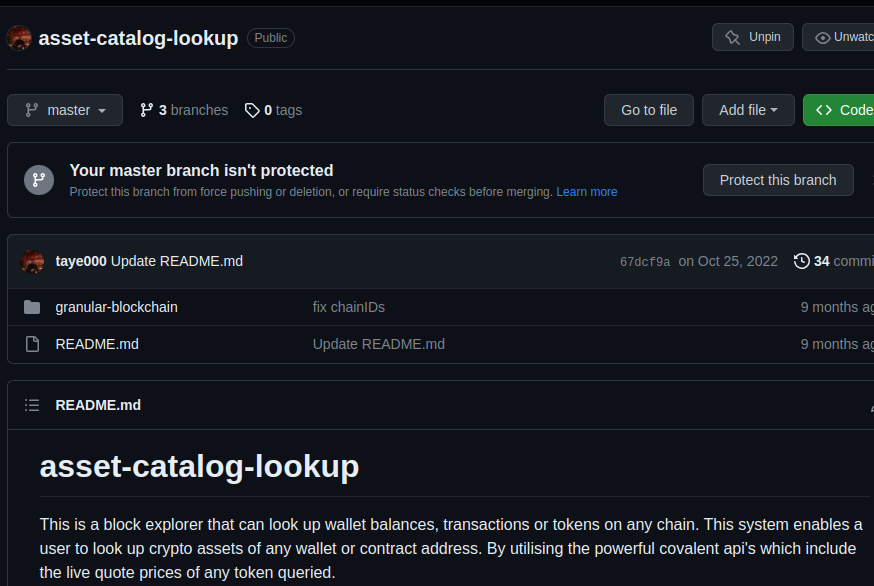 asset-catalog-lookup Public Unpin Unwatc
master 3 branches 0 tags Go to file Add file Code
Your master branch isn't protected
Protect this branch from force pushing or deletion, or require status checks before merging. Learn more
Protect this branch
taye000 Update README.md 67dcf9a on Oct 25, 2022 34 commi
granular-blockchain fix chainIDs 9 months ag
README.md Update README.md 9 months ag
README.md
asset-catalog-lookup
This is a block explorer that can look up wallet balances, transactions or tokens on any chain. This system enables a
user to look up crypto assets of any wallet or contract address. By utilising the powerful covalent api's which include
the live quote prices of any token queried.